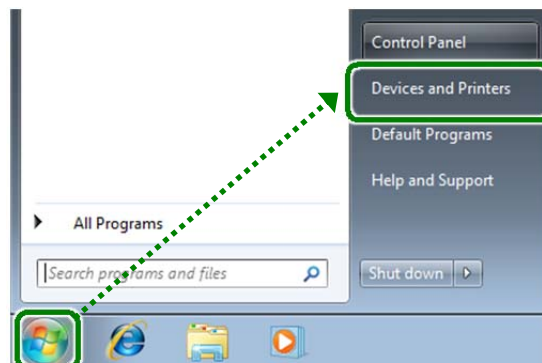 Control Panel
Devices and Printers
Default Programs
Help and Support
All Programs
Search programs and files
Shut down